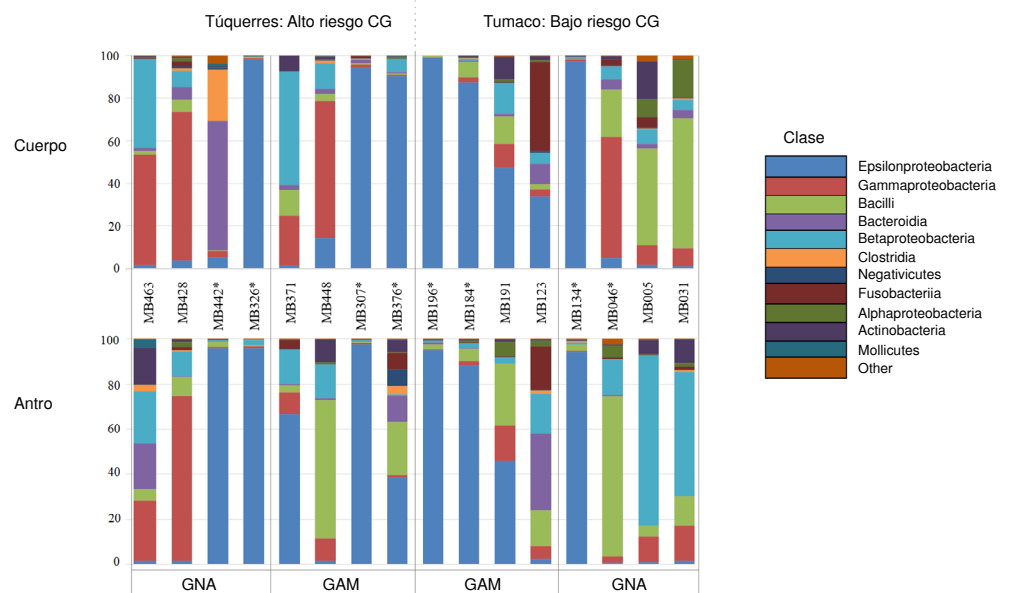 Túquerres: Alto riesgo CG
Tumaco: Bajo riesgo CG
Cuerpo
100
80
60
40
20
0
MB463
MB428
MB442*
MB326*
MB371
MB448
MB307*
MB376*
MB196*
MB184*
MB191
MB123
MB134*
MB046*
MB005
MB031
Antro
100
80
60
40
20
0
GNA
GAM
GAM
GNA
Clase
Epsilonproteobacteria
Gammaproteobacteria
Bacilli
Bacteroidia
Betaproteobacteria
Clostridia
Negativicutes
Fusobacteriia
Alphaproteobacteria
Actinobacteria
Mollicutes
Other